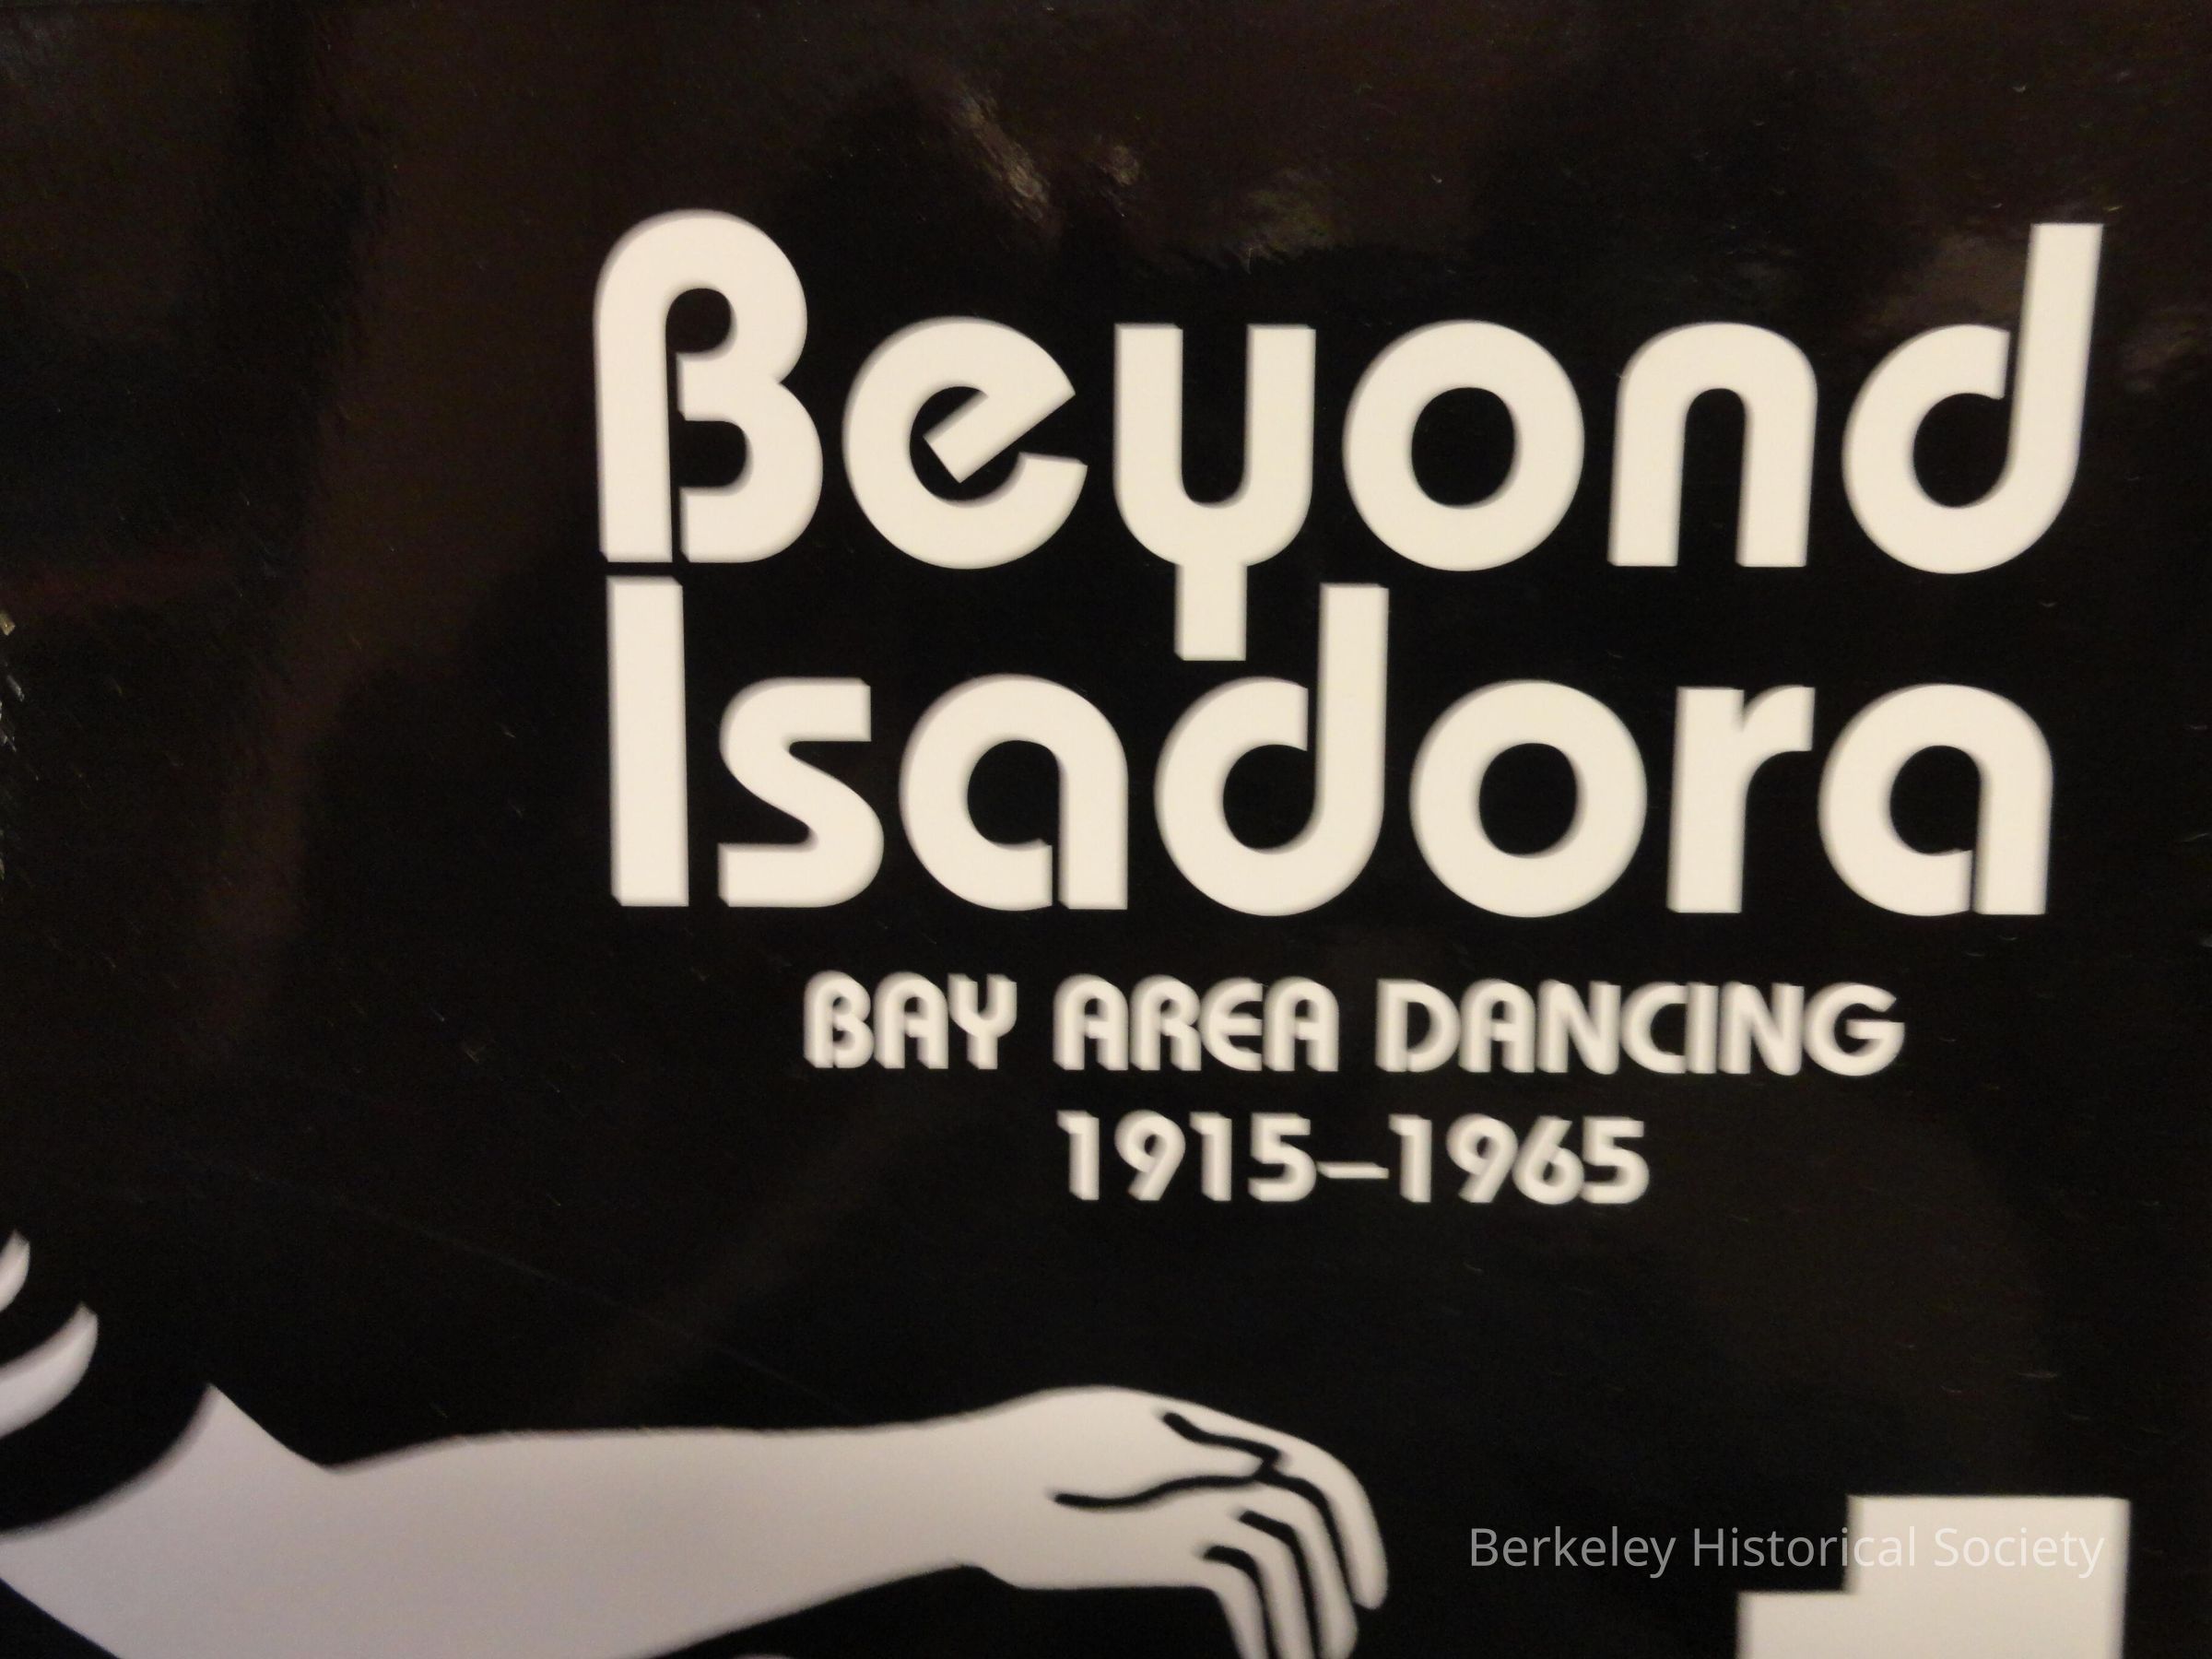 Beyond
Isadora
BAY AREA DANCING
1915–1965
Berkeley Historical Society